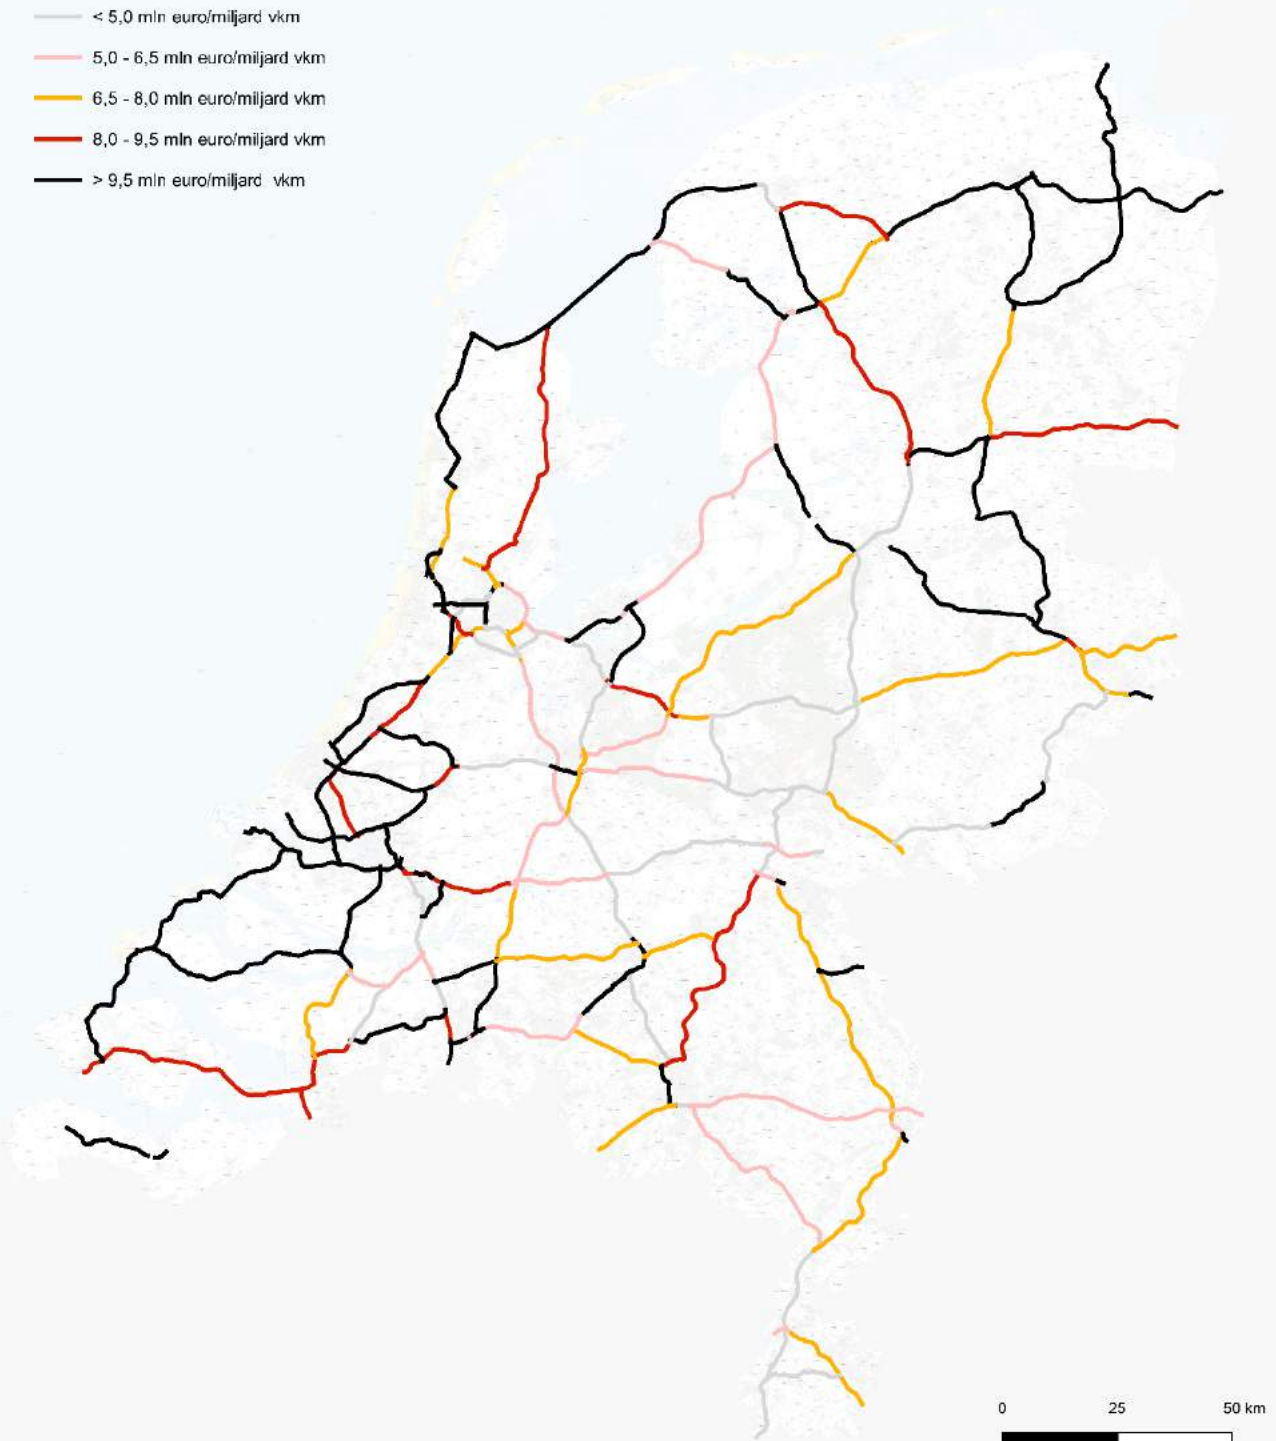 < 5,0 mln euro/miljard vkm
5,0 - 6,5 mln euro/miljard vkm
6,5 - 8,0 mln euro/miljard vkm
8,0 - 9,5 mln euro/miljard vkm
> 9,5 mln euro/miljard vkm
0 25 50 km